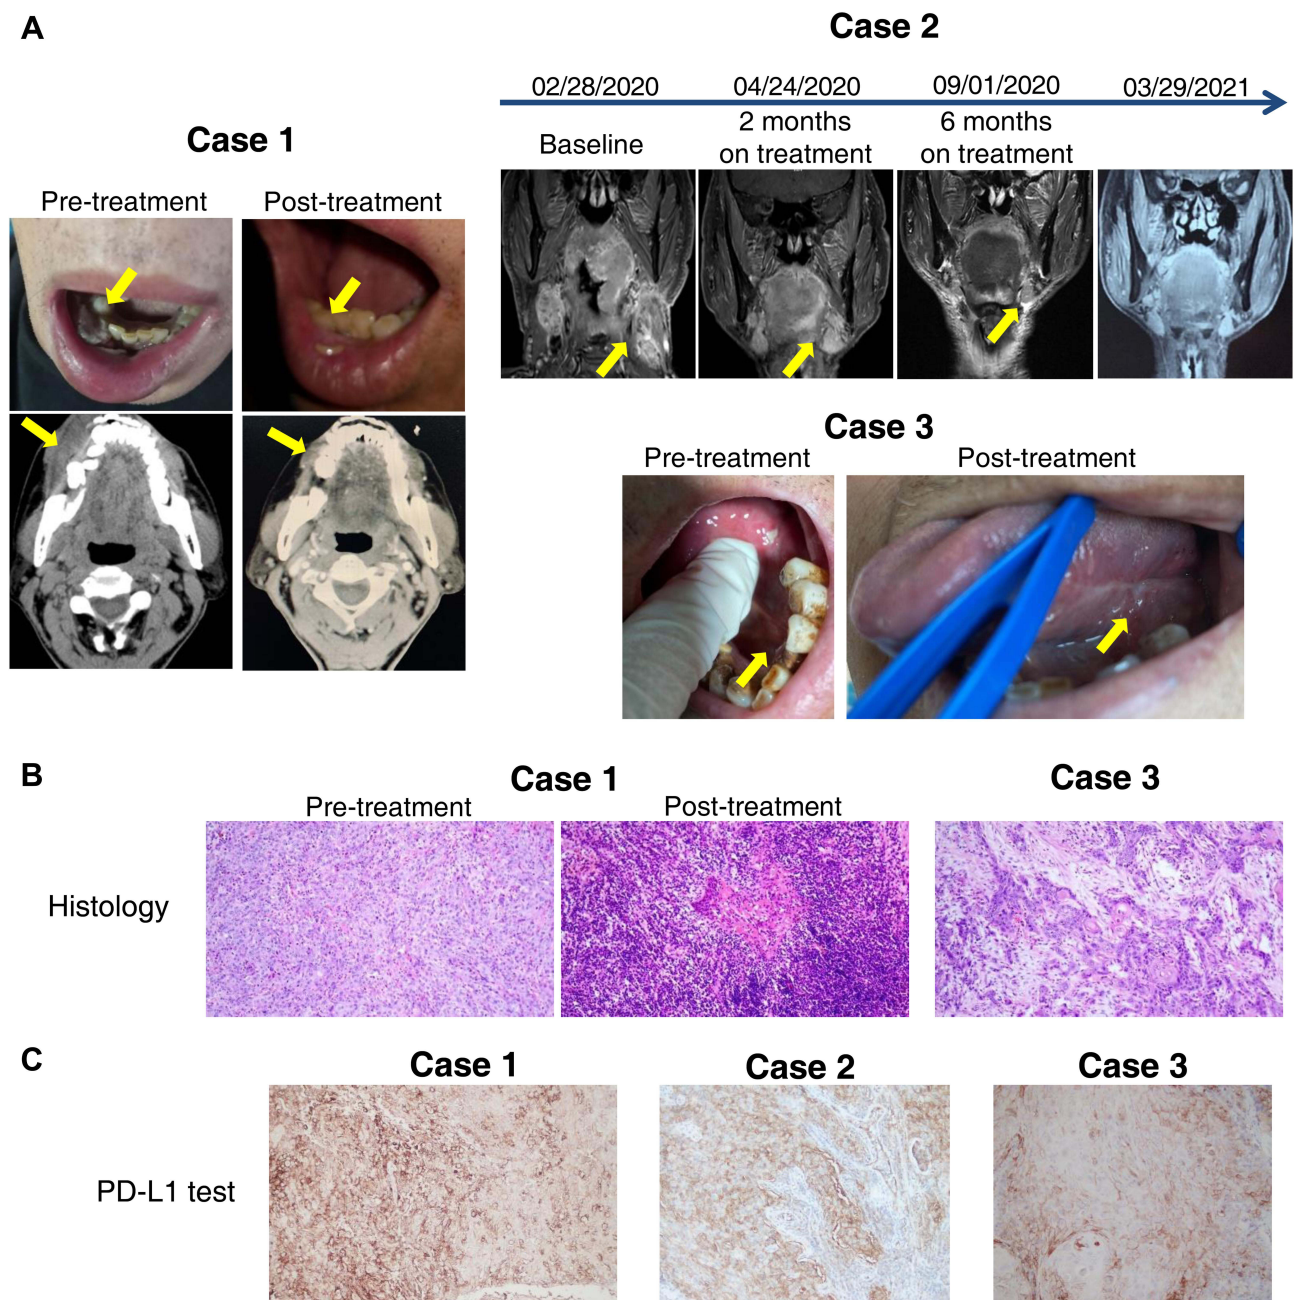 A
Case 1
Pre-treatment
Post-treatment
Case 2
02/28/2020
04/24/2020
09/01/2020
03/29/2021
Baseline
2 months
on treatment
6 months
on treatment
Case 3
Pre-treatment
Post-treatment
B
Case 1
Case 3
Pre-treatment
Post-treatment
Histology
C
Case 1
Case 2
Case 3
PD-L1 test